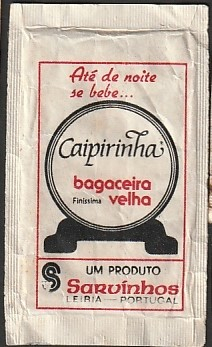 Até de noite
se bebe...
Caipirinha
bagaceira
Finíssima velha
UM PRODUTO
Sarvinhos
LEIRIA — PORTUGAL